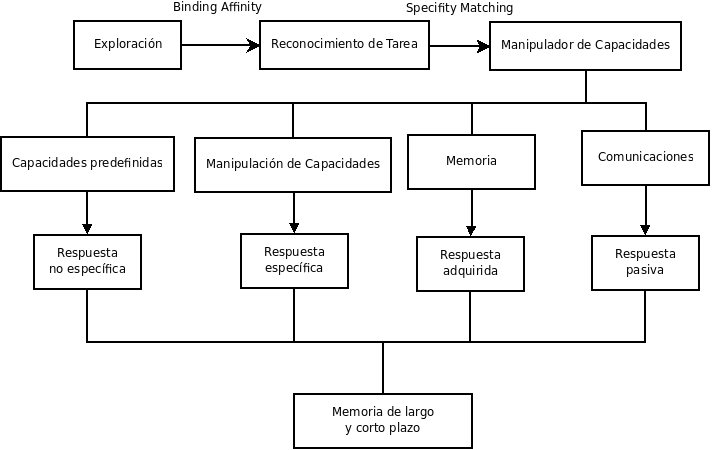 Binding Affinity
Specifity Matching
Exploración
Reconocimiento de Tarea
Manipulador de Capacidades
Capacidades predefinidas
Manipulación de Capacidades
Memoria
Comunicaciones
Respuesta
no específica
Respuesta
específica
Respuesta
adquirida
Respuesta
pasiva
Memoria de largo
y corto plazo